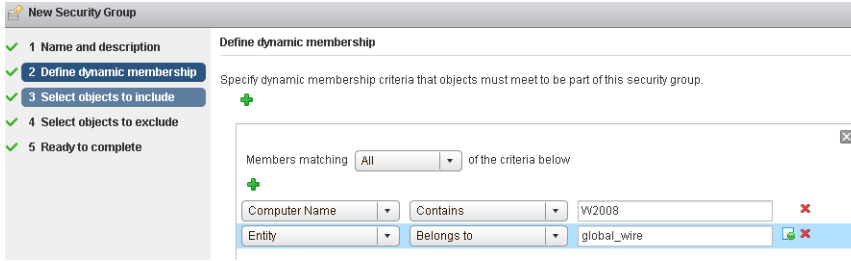 New Security Group
1 Name and description
2 Define dynamic membership
3 Select objects to include
4 Select objects to exclude
5 Ready to complete
Define dynamic membership
Specify dynamic membership criteria that objects must meet to be part of this security group.
Members matching All of the criteria below
Computer Name Contains W2008
Entity Belongs to global_wire